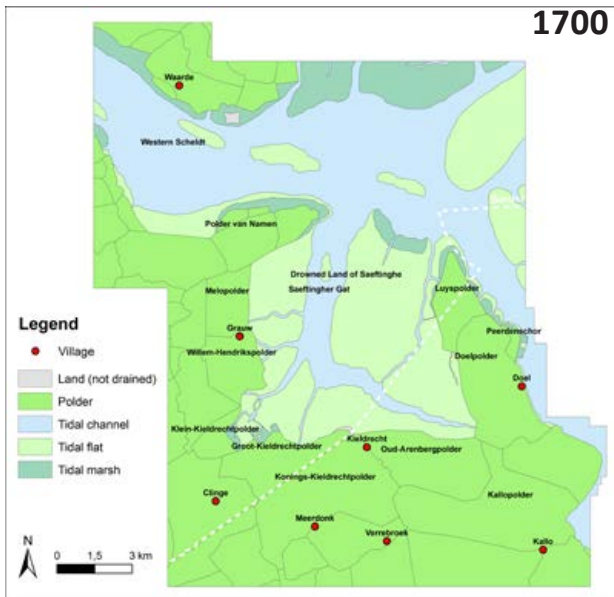 1700
Waarde
Western Scheldt
Polder van Namen
Drowned Land of Saeftinghe
Saeftingher Gat
Melopolder
Luyspolder
Legend
Village
Land (not drained)
Polder
Tidal channel
Tidal flat
Tidal marsh
Grauw
Willem-Hendrikspolder
Peerdenschor
Doelpolder
Doel
Klein-Kieldrechtpolder
Groot-Kieldrechtpolder
Kieldrecht
Oud-Arenbergpolder
Konings-Kieldrechtpolder
Clinge
Kallopolder
Meerdonk
Verrebroek
Kallo
N
0 1,5 3 km